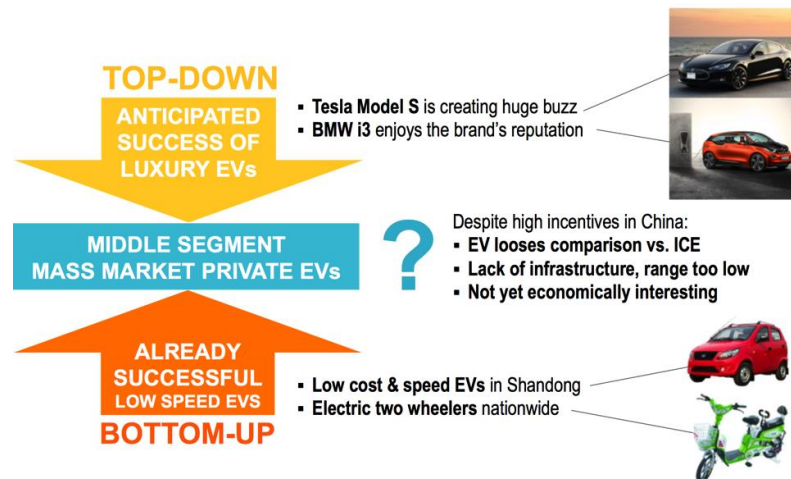 TOP-DOWN
ANTICIPATED
SUCCESS OF
LUXURY EVs
▪ Tesla Model S is creating huge buzz
▪ BMW i3 enjoys the brand's reputation
MIDDLE SEGMENT
MASS MARKET PRIVATE EVs
?
Despite high incentives in China:
▪ EV looses comparison vs. ICE
▪ Lack of infrastructure, range too low
▪ Not yet economically interesting
ALREADY
SUCCESSFUL
LOW SPEED EVS
BOTTOM-UP
▪ Low cost & speed EVs in Shandong
▪ Electric two wheelers nationwide